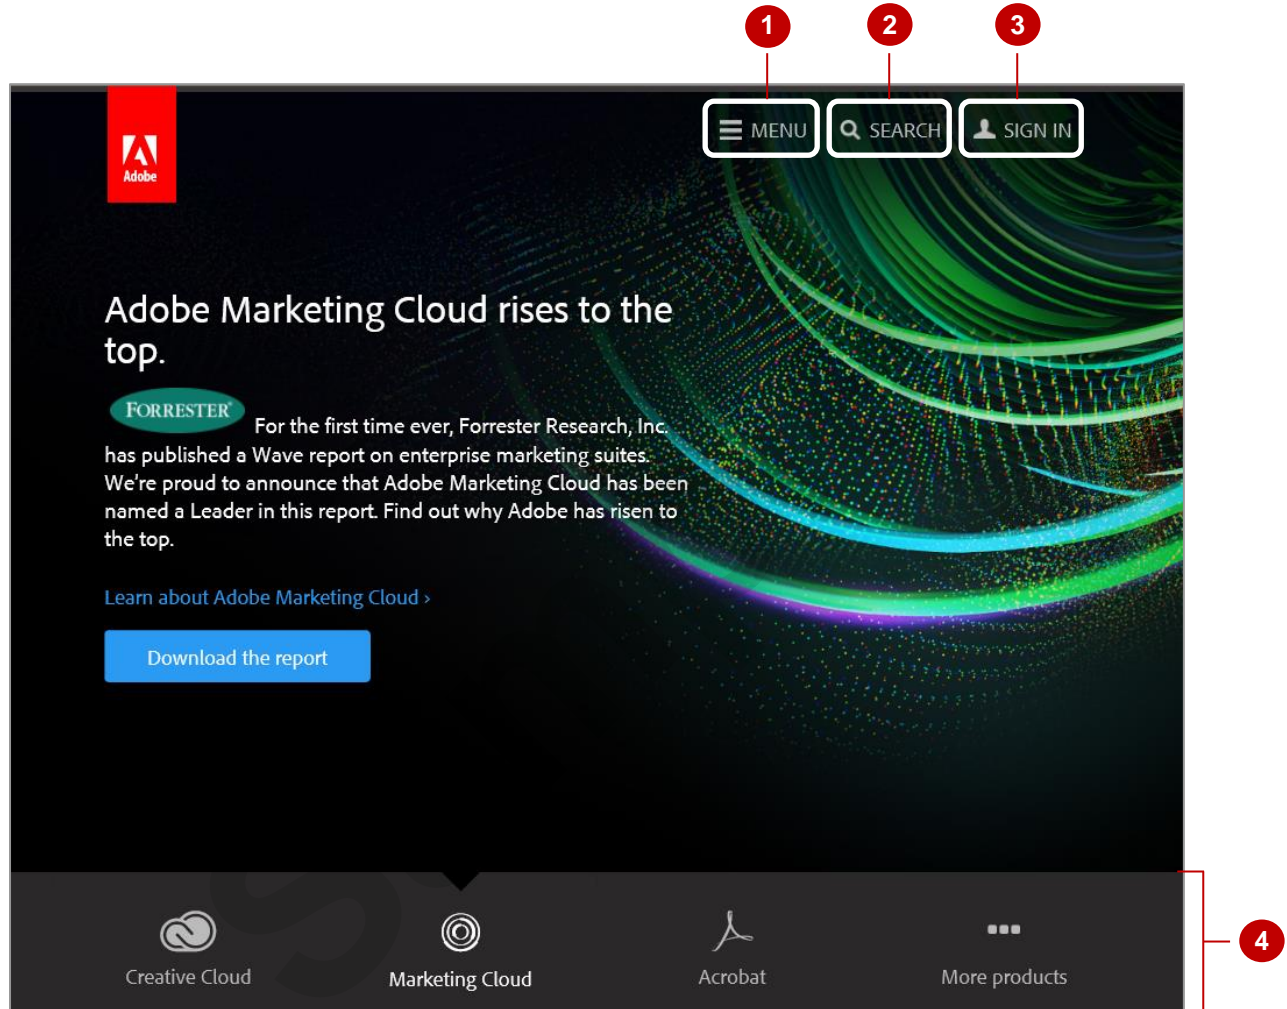 1 2 3
MENU SEARCH SIGN IN
Adobe
Adobe Marketing Cloud rises to the
top.
FORRESTER® For the first time ever, Forrester Research, Inc.
has published a Wave report on enterprise marketing suites.
We're proud to announce that Adobe Marketing Cloud has been
named a Leader in this report. Find out why Adobe has risen to
the top.
Learn about Adobe Marketing Cloud ›
Download the report
4
Creative Cloud Marketing Cloud Acrobat More products